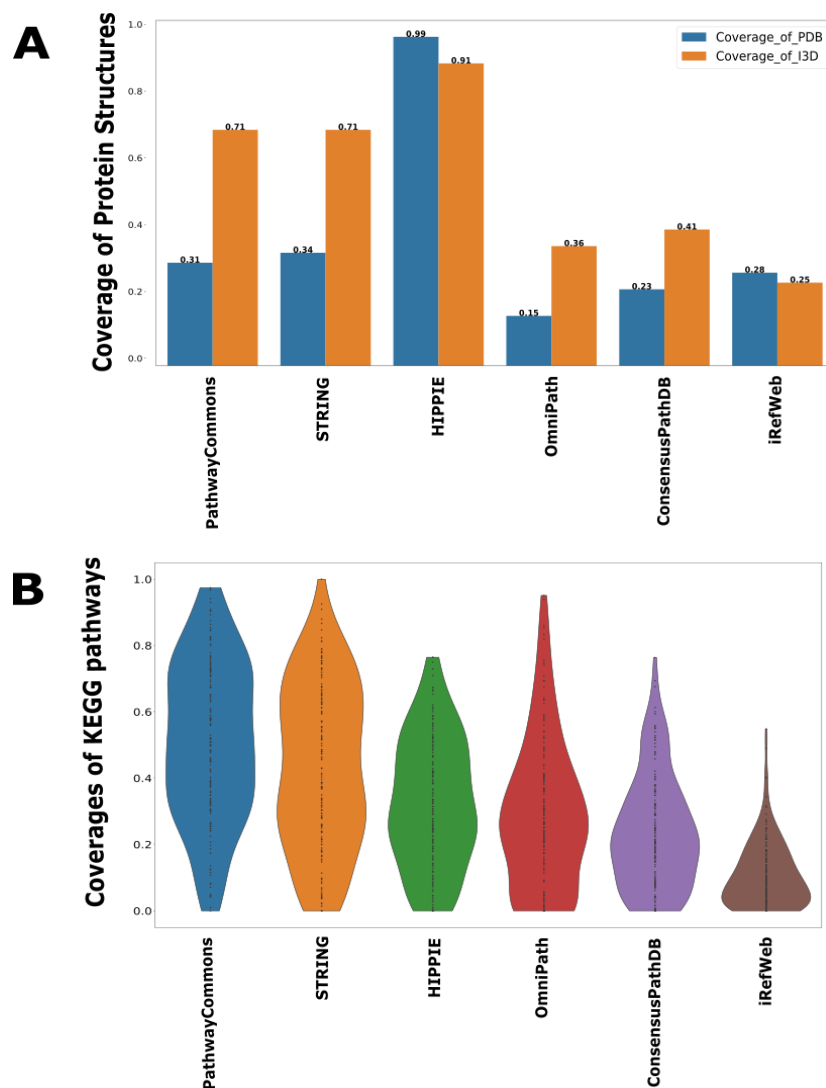 A
Coverage of Protein Structures
1.0
0.8
0.6
0.4
0.2
0.0
0.31
0.71
0.34
0.71
0.99
0.91
0.15
0.36
0.23
0.41
0.28
0.25
Coverage_of_PDB
Coverage_of_I3D
PathwayCommons
STRING
HIPPIE
OmniPath
ConsensusPathDB
iRefWeb
B
Coverages of KEGG pathways
1.0
0.8
0.6
0.4
0.2
0.0
PathwayCommons
STRING
HIPPIE
OmniPath
ConsensusPathDB
iRefWeb